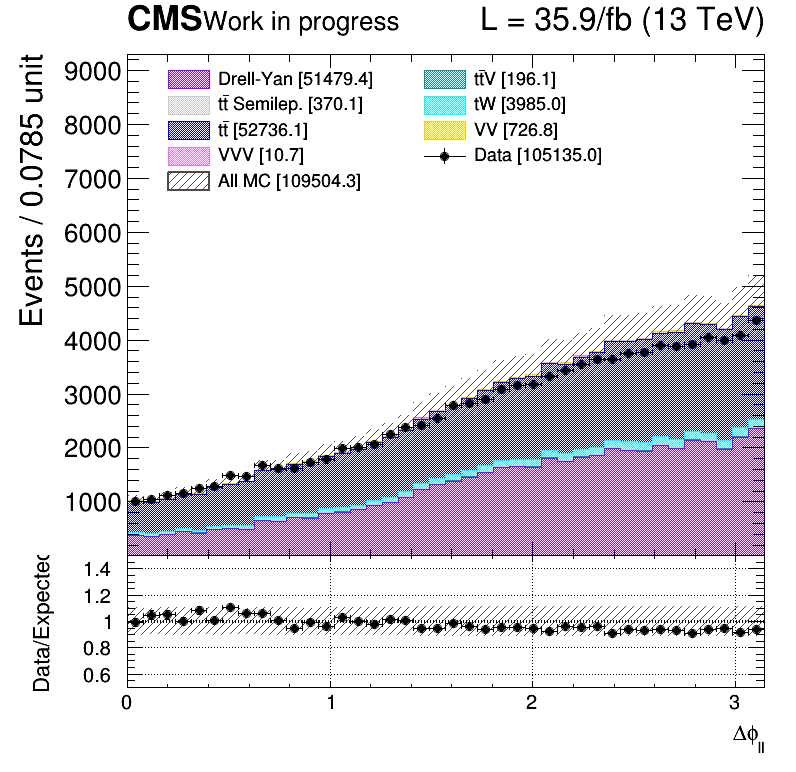 CMS Work in progress L = 35.9/fb (13 TeV)
Events / 0.0785 unit
9000
8000
7000
6000
5000
4000
3000
2000
1000
Drell-Yan [51479.4]
tt̄ Semilep. [370.1]
tt̄ [52736.1]
VVV [10.7]
All MC [109504.3]
tt̄V [196.1]
tW [3985.0]
VV [726.8]
Data [105135.0]
Data/Expected
1.4
1.2
1
0.8
0.6
0 1 2 3
Δϕ_ll